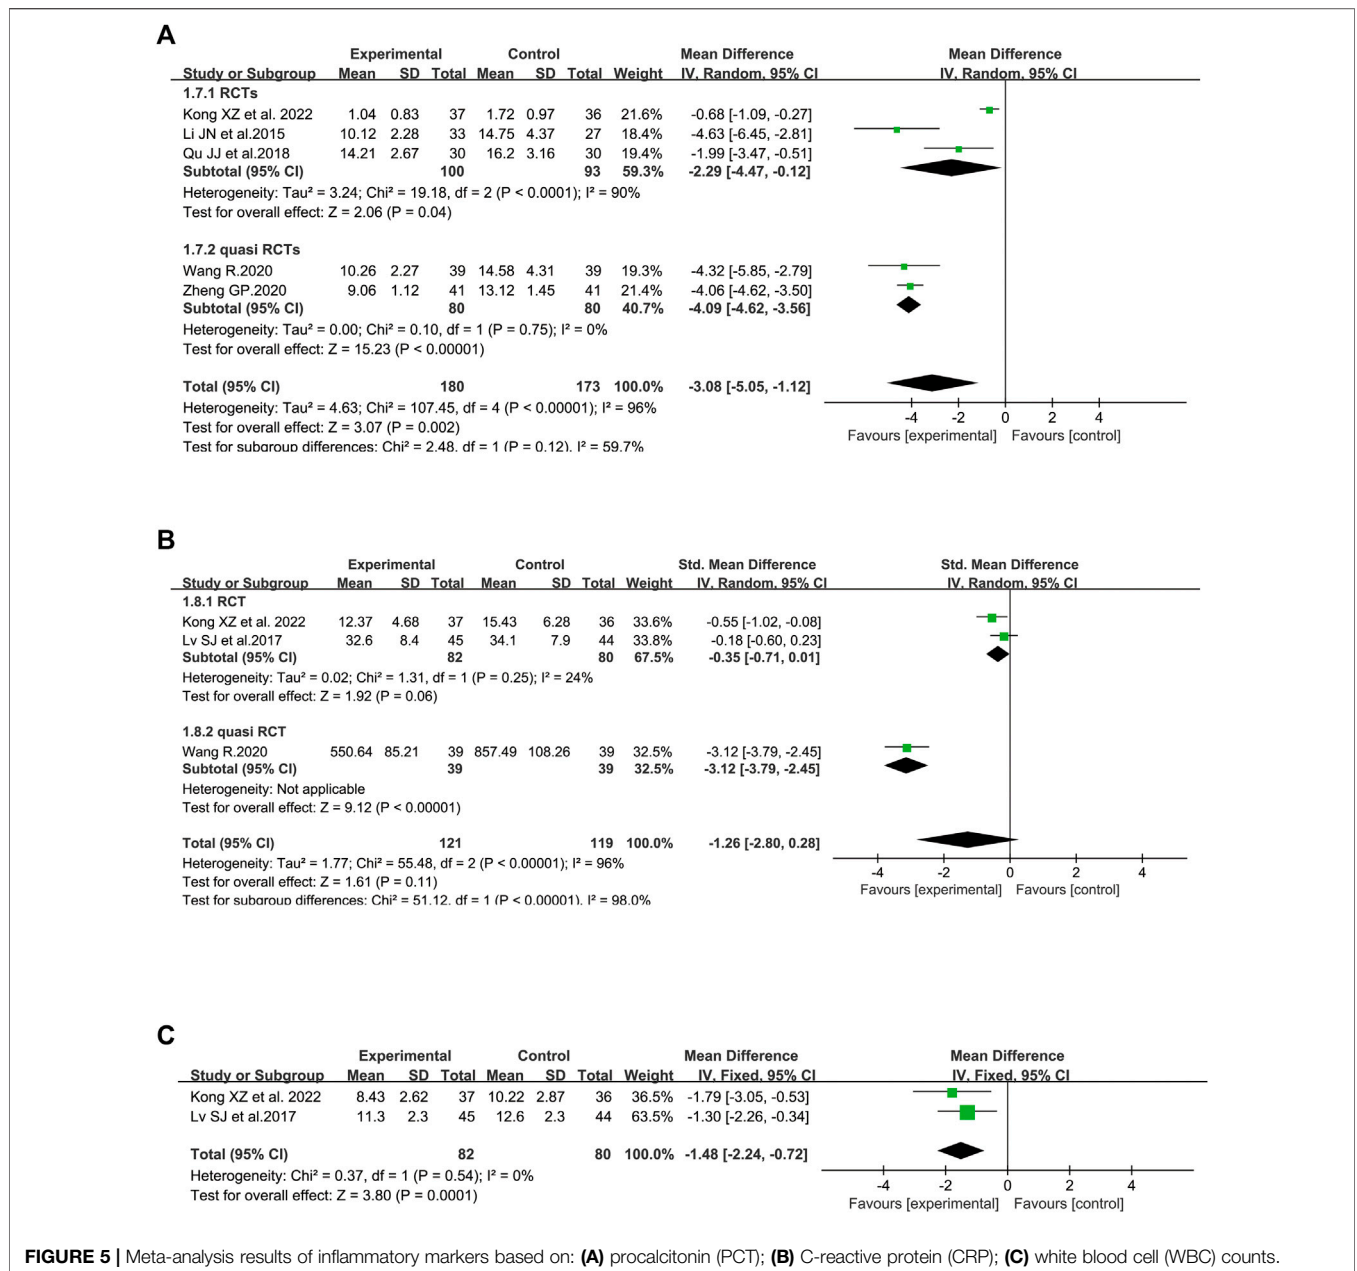 A
Experimental Control Mean Difference Mean Difference
Study or Subgroup Mean SD Total Mean SD Total Weight IV, Random, 95% CI IV, Random, 95% CI
1.7.1 RCTs
Kong XZ et al. 2022 1.04 0.83 37 1.72 0.97 36 21.6% -0.68 [-1.09, -0.27]
Li JN et al.2015 10.12 2.28 33 14.75 4.37 27 18.4% -4.63 [-6.45, -2.81]
Qu JJ et al.2018 14.21 2.67 30 16.2 3.16 30 19.4% -1.99 [-3.47, -0.51]
Subtotal (95% CI) 100 93 59.3% -2.29 [-4.47, -0.12]
Heterogeneity: Tau² = 3.24; Chi² = 19.18, df = 2 (P < 0.0001); I² = 90%
Test for overall effect: Z = 2.06 (P = 0.04)
1.7.2 quasi RCTs
Wang R.2020 10.26 2.27 39 14.58 4.31 39 19.3% -4.32 [-5.85, -2.79]
Zheng GP.2020 9.06 1.12 41 13.12 1.45 41 21.4% -4.06 [-4.62, -3.50]
Subtotal (95% CI) 80 80 40.7% -4.09 [-4.62, -3.56]
Heterogeneity: Tau² = 0.00; Chi² = 0.10, df = 1 (P = 0.75); I² = 0%
Test for overall effect: Z = 15.23 (P < 0.00001)
Total (95% CI) 180 173 100.0% -3.08 [-5.05, -1.12]
Heterogeneity: Tau² = 4.63; Chi² = 107.45, df = 4 (P < 0.00001); I² = 96%
Test for overall effect: Z = 3.07 (P = 0.002)
Test for subgroup differences: Chi² = 2.48, df = 1 (P = 0.12), I² = 59.7%
-4 -2 0 2 4
Favours [experimental] Favours [control]
B
Experimental Control Std. Mean Difference Std. Mean Difference
Study or Subgroup Mean SD Total Mean SD Total Weight IV, Random, 95% CI IV, Random, 95% CI
1.8.1 RCT
Kong XZ et al. 2022 12.37 4.68 37 15.43 6.28 36 33.6% -0.55 [-1.02, -0.08]
Lv SJ et al.2017 32.6 8.4 45 34.1 7.9 44 33.8% -0.18 [-0.60, 0.23]
Subtotal (95% CI) 82 80 67.5% -0.35 [-0.71, 0.01]
Heterogeneity: Tau² = 0.02; Chi² = 1.31, df = 1 (P = 0.25); I² = 24%
Test for overall effect: Z = 1.92 (P = 0.06)
1.8.2 quasi RCT
Wang R.2020 550.64 85.21 39 857.49 108.26 39 32.5% -3.12 [-3.79, -2.45]
Subtotal (95% CI) 39 39 32.5% -3.12 [-3.79, -2.45]
Heterogeneity: Not applicable
Test for overall effect: Z = 9.12 (P < 0.00001)
Total (95% CI) 121 119 100.0% -1.26 [-2.80, 0.28]
Heterogeneity: Tau² = 1.77; Chi² = 55.48, df = 2 (P < 0.00001); I² = 96%
Test for overall effect: Z = 1.61 (P = 0.11)
Test for subgroup differences: Chi² = 51.12, df = 1 (P < 0.00001), I² = 98.0%
-4 -2 0 2 4
Favours [experimental] Favours [control]
C
Experimental Control Mean Difference Mean Difference
Study or Subgroup Mean SD Total Mean SD Total Weight IV, Fixed, 95% CI IV, Fixed, 95% CI
Kong XZ et al. 2022 8.43 2.62 37 10.22 2.87 36 36.5% -1.79 [-3.05, -0.53]
Lv SJ et al.2017 11.3 2.3 45 12.6 2.3 44 63.5% -1.30 [-2.26, -0.34]
Total (95% CI) 82 80 100.0% -1.48 [-2.24, -0.72]
Heterogeneity: Chi² = 0.37, df = 1 (P = 0.54); I² = 0%
Test for overall effect: Z = 3.80 (P = 0.0001)
-4 -2 0 2 4
Favours [experimental] Favours [control]
FIGURE 5 | Meta-analysis results of inflammatory markers based on: (A) procalcitonin (PCT); (B) C-reactive protein (CRP); (C) white blood cell (WBC) counts.